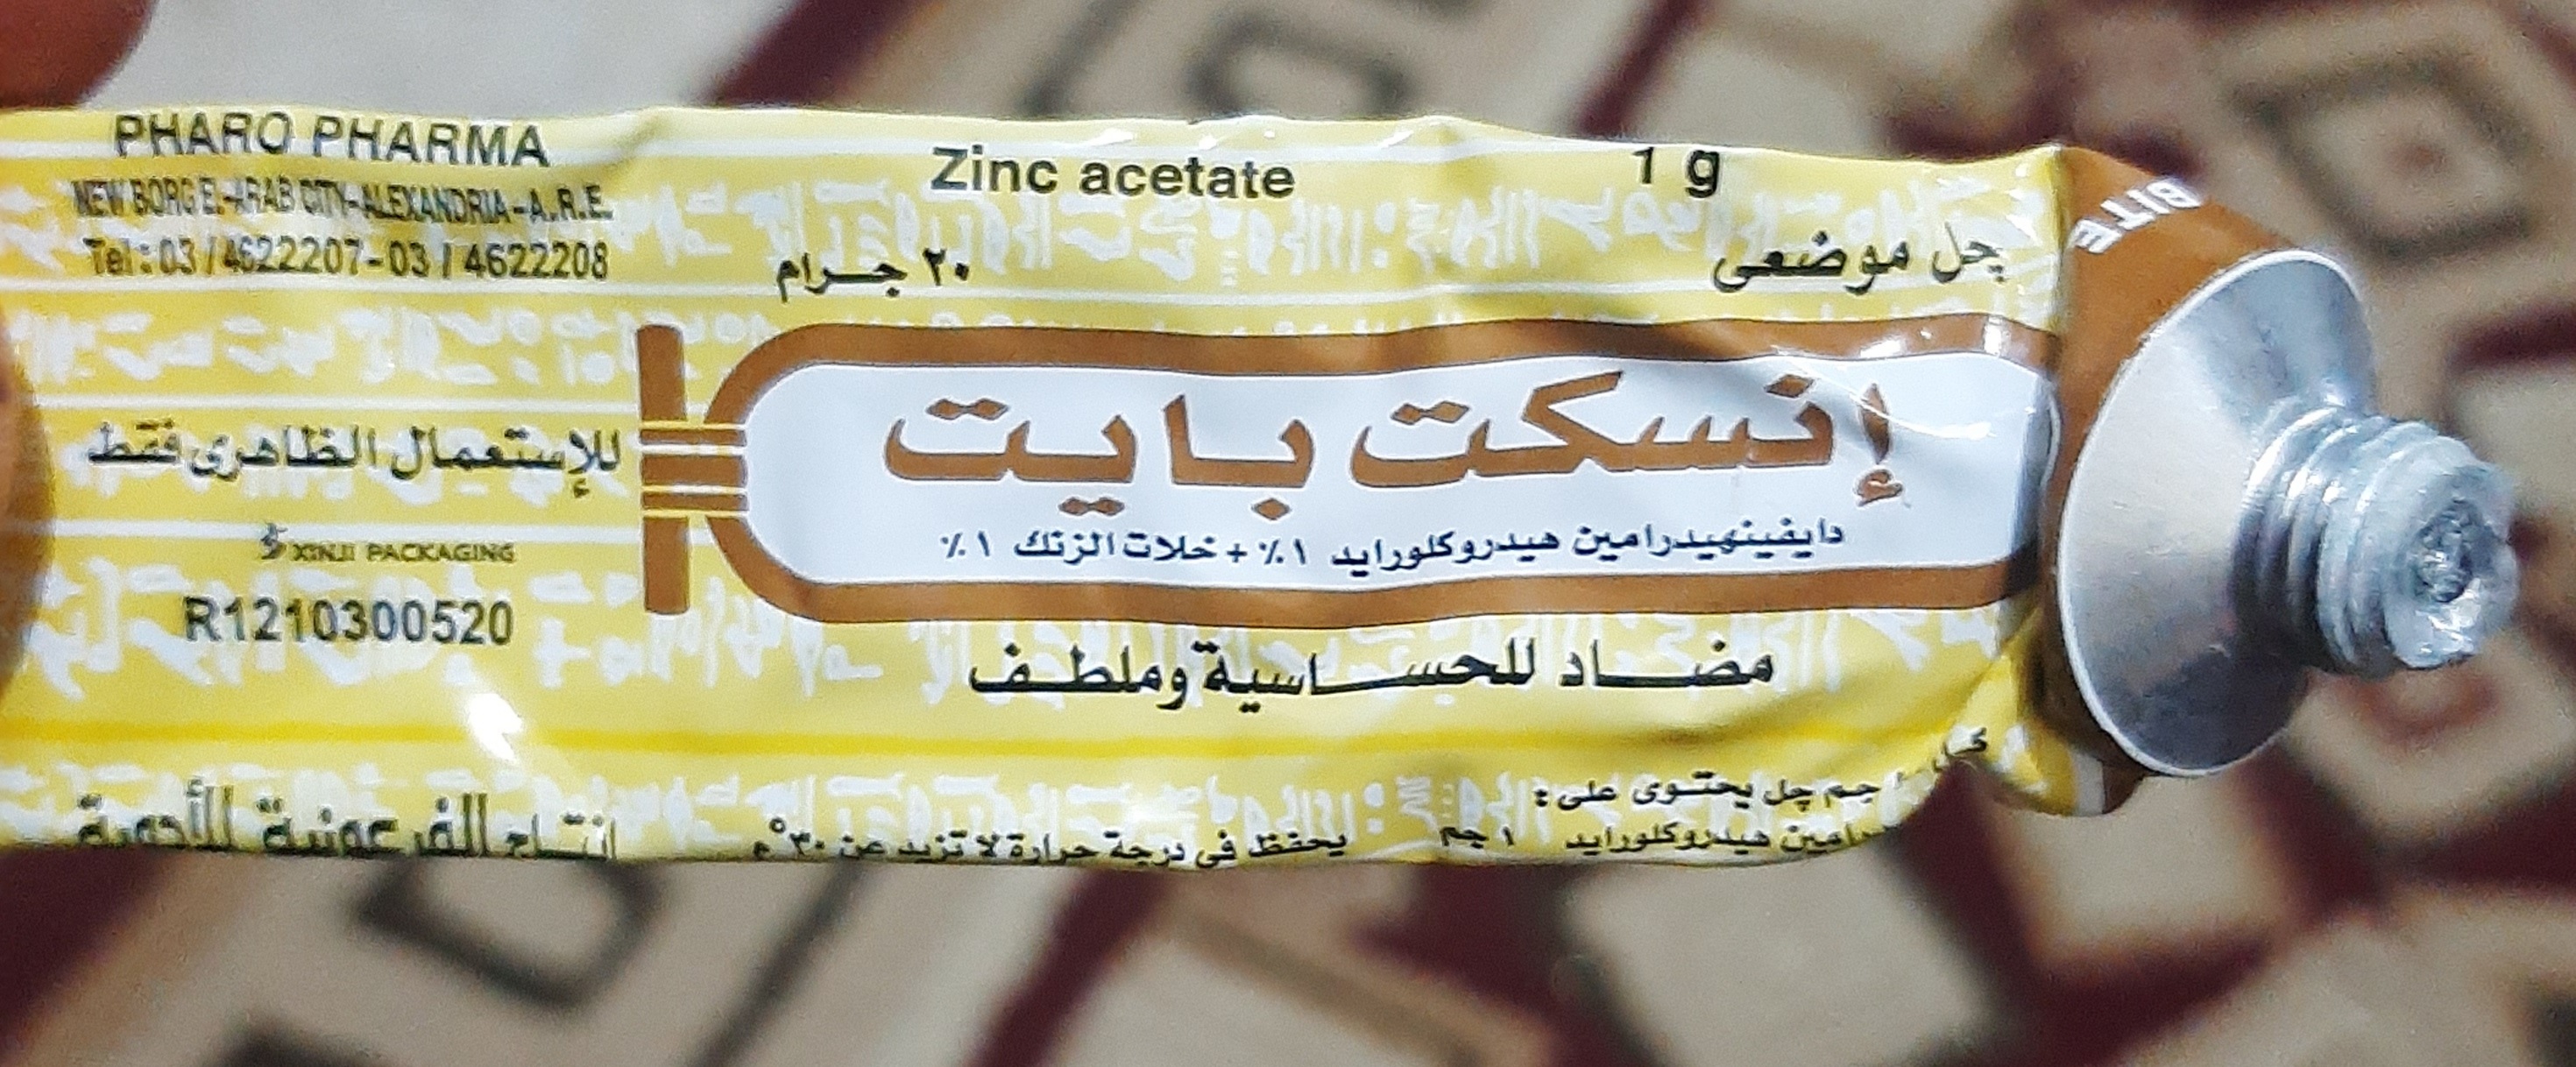 PHARO PHARMA
NEW BORG E.-ARAB CITY-ALEXANDRIA-A.R.E.
Tel: 03 / 4622207-03 / 4622208
Zinc acetate 1 g
چل موضعى ٢٠ جرام
BITE
إنسكت بايت
دايفينهيدرامين هيدروكلورايد ١٪ + خلات الزنك ١٪
مضاد للحساسية وملطف
للإستعمال الظاهرى فقط
XINJI PACKAGING
R1210300520
جم چل يحتوى على:
هيدروكلورايد ١ جم
يحفظ فى درجة حرارة لا تزيد عن ٣٠°م
إنتاج الفرعونية للأدوية